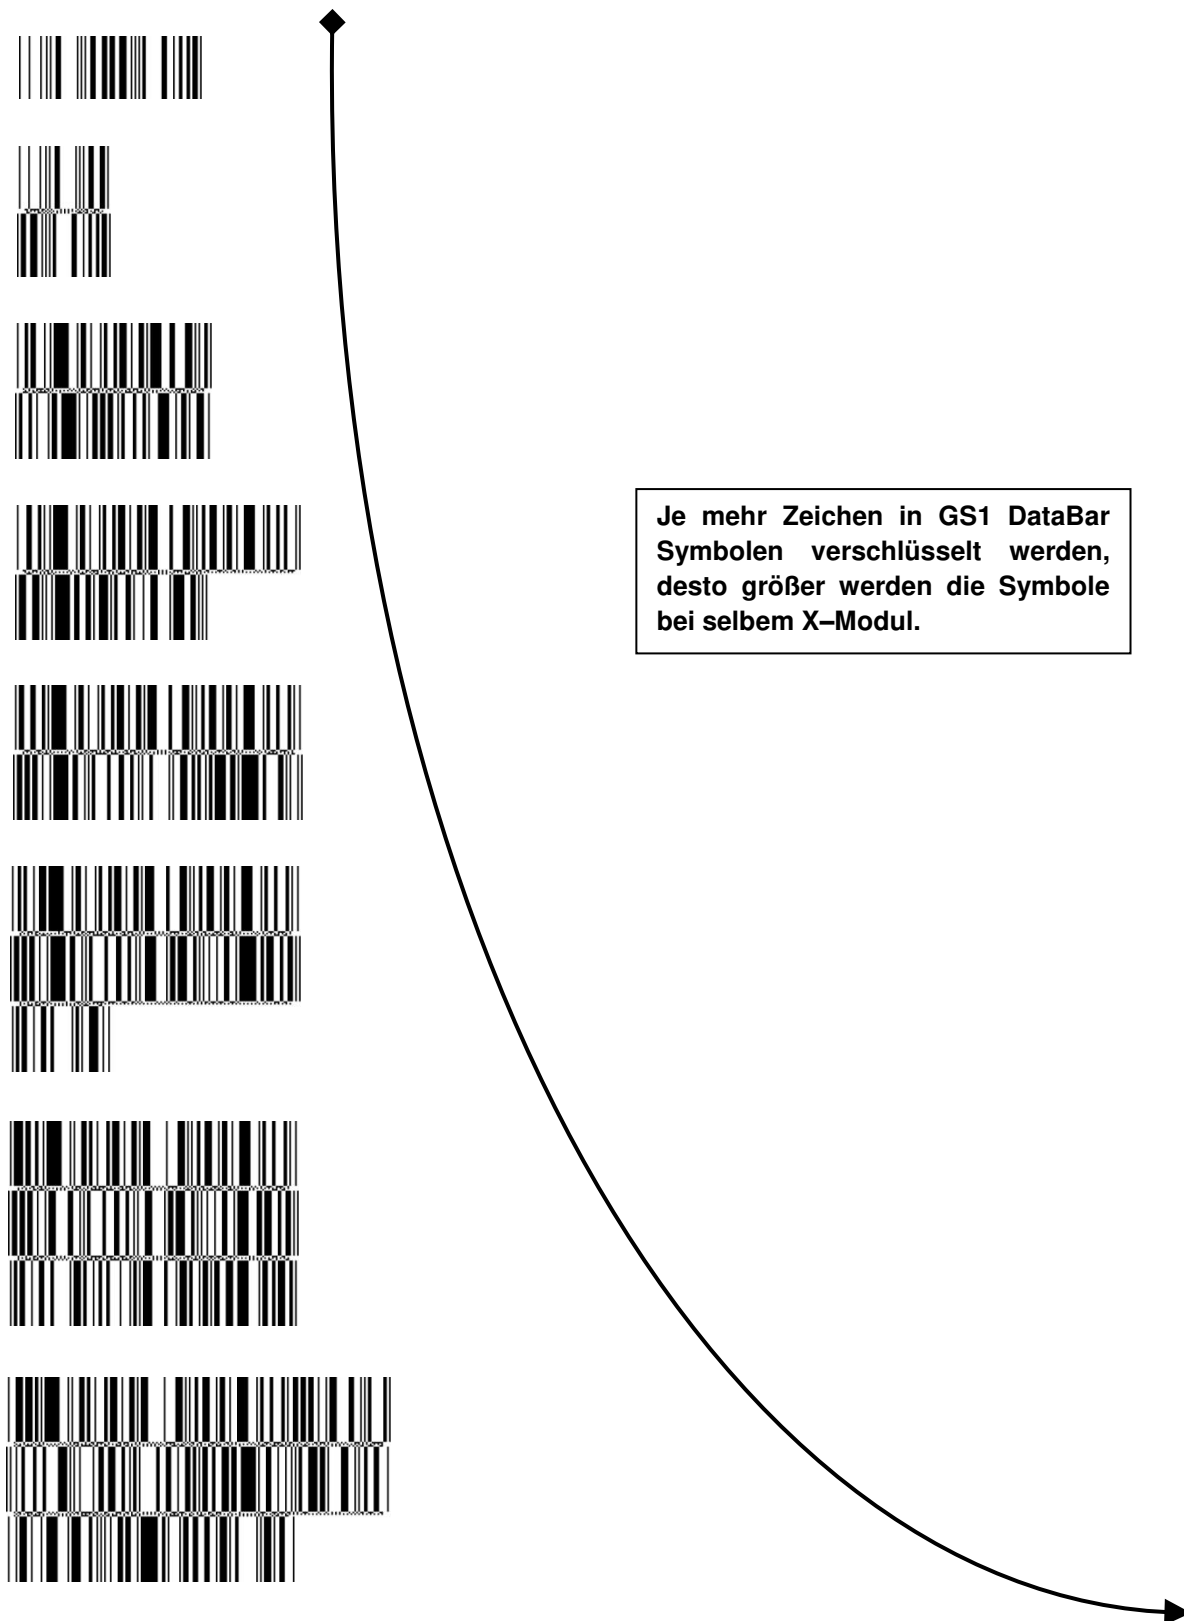 Je mehr Zeichen in GS1 DataBar
Symbolen verschlüsselt werden,
desto größer werden die Symbole
bei selbem X–Modul.